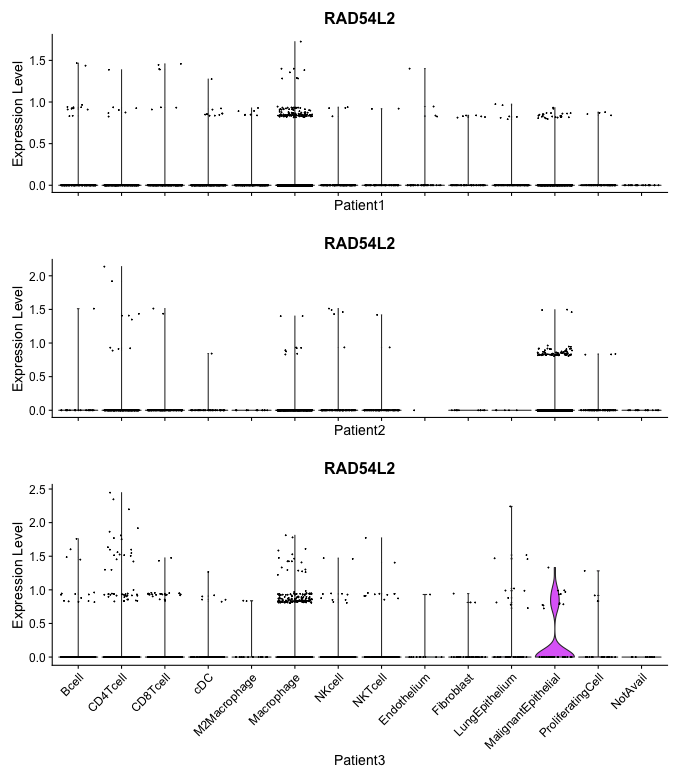 RAD54L2
Expression Level
1.5
1.0
0.5
0.0
Patient1
RAD54L2
Expression Level
2.0
1.5
1.0
0.5
0.0
Patient2
RAD54L2
Expression Level
2.5
2.0
1.5
1.0
0.5
0.0
Bcell
CD4Tcell
CD8Tcell
cDC
M2Macrophage
Macrophage
NKcell
NKTcell
Endothelium
Fibroblast
LungEpithelium
MalignantEpithelial
ProliferatingCell
NotAvail
Patient3